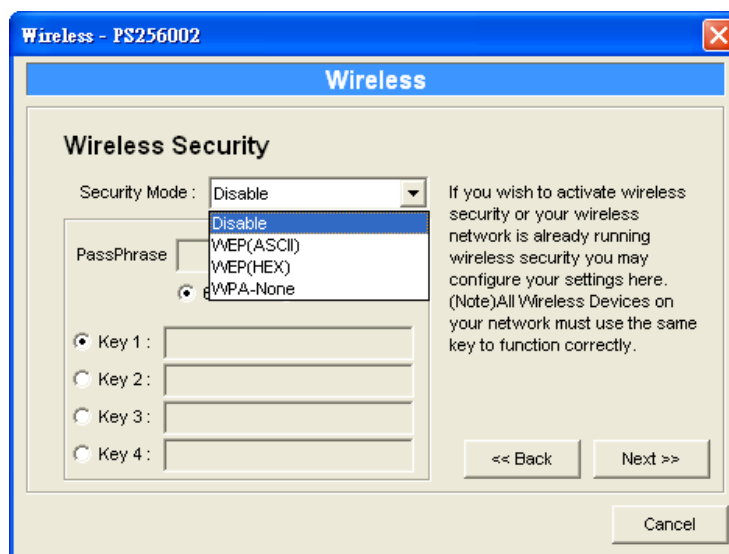 Wireless - PS256002
Wireless
Wireless Security
Security Mode :
Disable
Disable
WEP(ASCII)
WEP(HEX)
WPA-None
PassPhrase
Key 1 :
Key 2 :
Key 3 :
Key 4 :
If you wish to activate wireless
security or your wireless
network is already running
wireless security you may
configure your settings here.
(Note)All Wireless Devices on
your network must use the same
key to function correctly.
<< Back
Next >>
Cancel